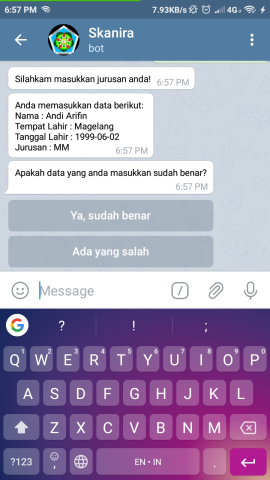 6:57 PM 7.93KB/s 4G
Skanira
bot
Silahkam masukkan jurusan anda!
6:57 PM
Anda memasukkan data berikut:
Nama : Andi Arifin
Tempat Lahir : Magelang
Tanggal Lahir : 1999-06-02
Jurusan : MM
6:57 PM
Apakah data yang anda masukkan sudah benar?
6:57 PM
Ya, sudah benar
Ada yang salah
Message
G ? ! ;
Q 1 W 2 E 3 R 4 T 5 Y 6 U 7 I 8 O 9 P 0
A S D F G H J K L
Z X C V B N M
?123 , EN • IN .